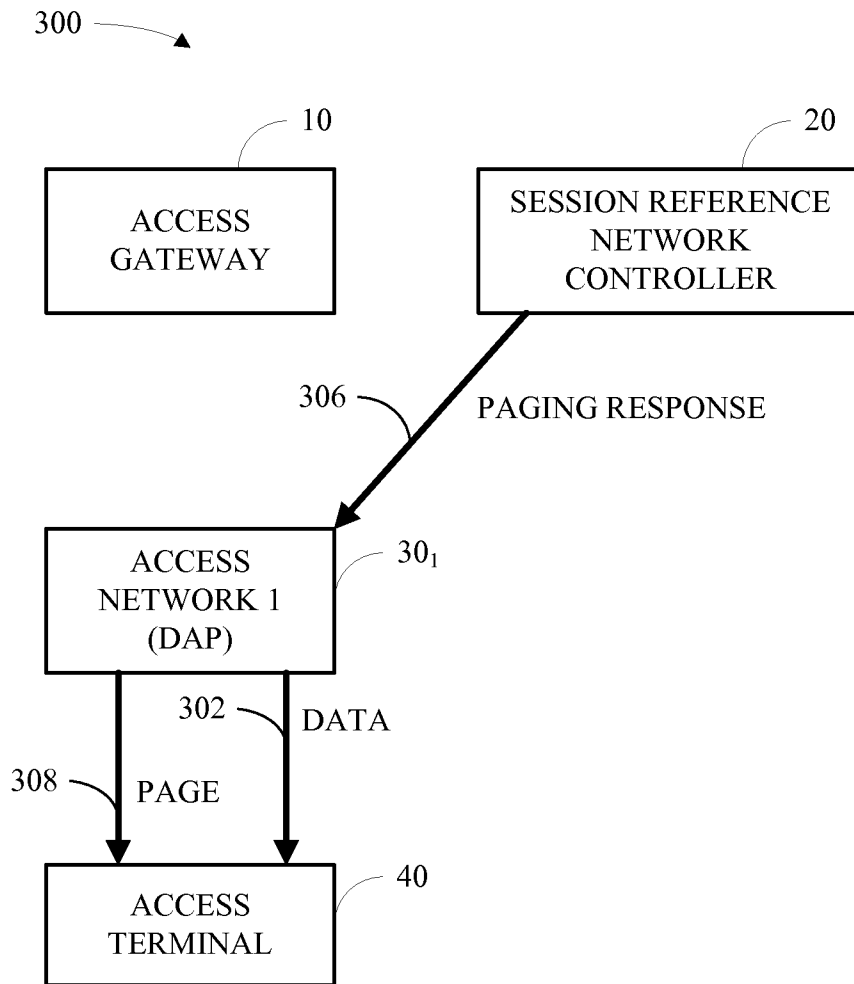 300
10
20
ACCESS
GATEWAY
SESSION REFERENCE
NETWORK
CONTROLLER
306
PAGING RESPONSE
ACCESS
NETWORK 1
(DAP)
30₁
302
DATA
308
PAGE
40
ACCESS
TERMINAL